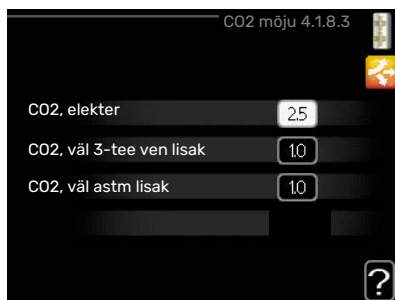 CO2 mõju 4.1.8.3
CO2, elekter 2.5
CO2, väl 3-tee ven lisak 1.0
CO2, väl astm lisak 1.0
?